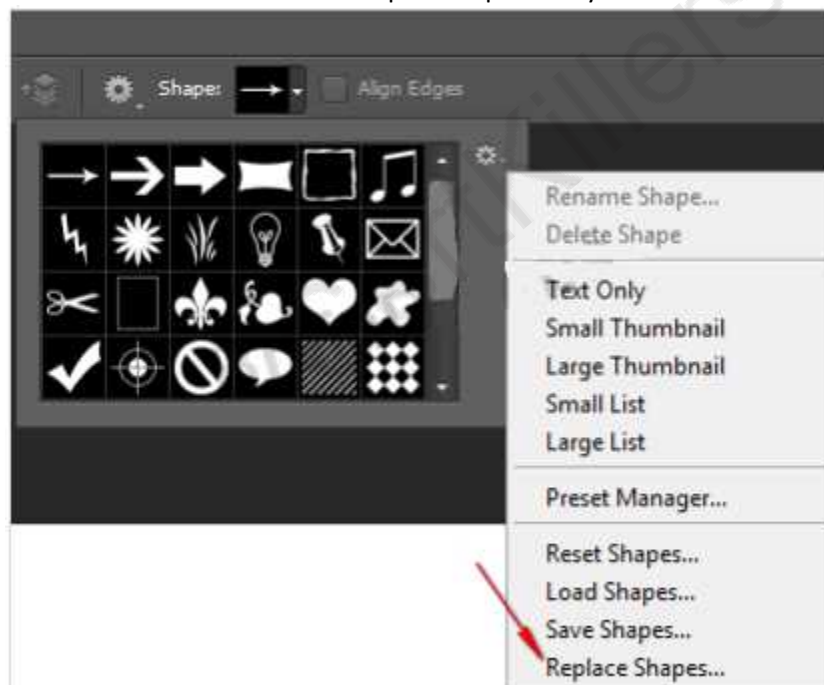 Shape:
Align Edges
Rename Shape...
Delete Shape
Text Only
Small Thumbnail
Large Thumbnail
Small List
Large List
Preset Manager...
Reset Shapes...
Load Shapes...
Save Shapes...
Replace Shapes...